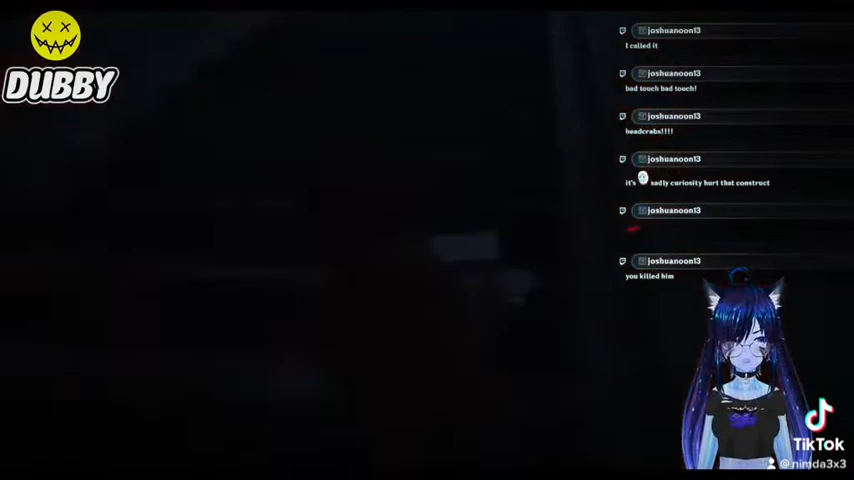 DUBBY
joshuanoon13
I called it
joshuanoon13
bad touch bad touch!
joshuanoon13
headcrabs!!!!
joshuanoon13
it's sadly curiosity hurt that construct
joshuanoon13
joshuanoon13
you killed him
TikTok
@nimda3x3